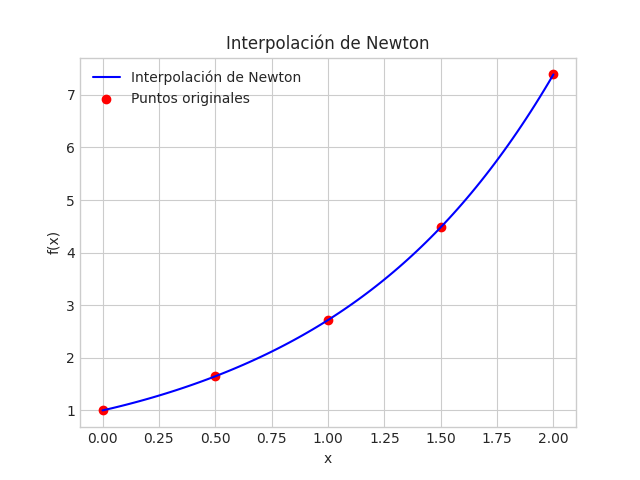 Interpolación de Newton
Interpolación de Newton
Puntos originales
f(x)
7
6
5
4
3
2
1
0.00 0.25 0.50 0.75 1.00 1.25 1.50 1.75 2.00
x